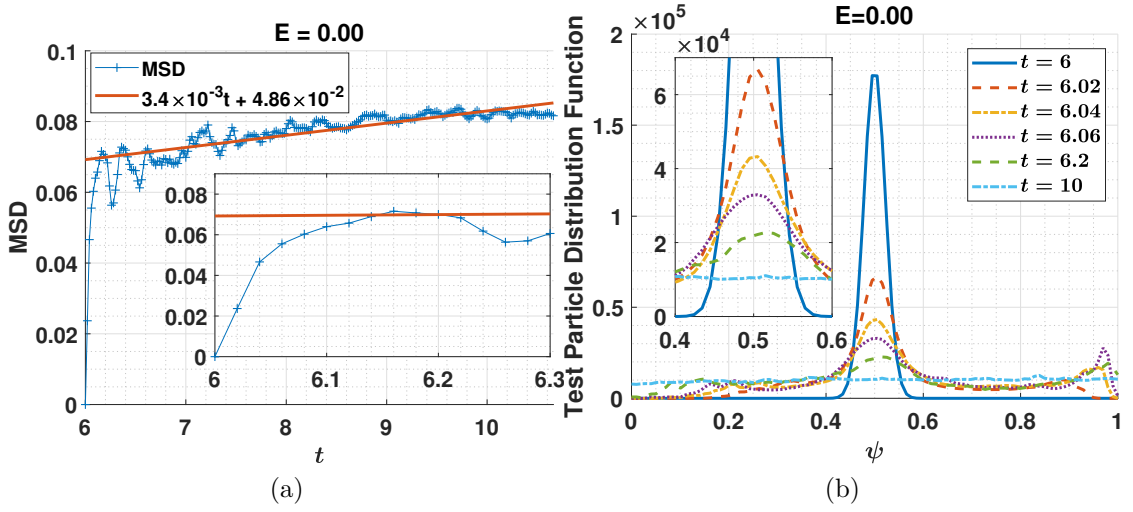 E = 0.00
0.1
0.08
0.06
0.04
0.02
0
MSD
MSD
3.4×10⁻³t + 4.86×10⁻²
0.08
0.06
0.04
0.02
0
6
6.1
6.2
6.3
6
7
8
9
10
t
(a)
E=0.00
×10⁵
2
1.5
1
0.5
0
Test Particle Distribution Function
×10⁴
6
4
2
0
0.4
0.5
0.6
t = 6
t = 6.02
t = 6.04
t = 6.06
t = 6.2
t = 10
0
0.2
0.4
0.6
0.8
1
ψ
(b)